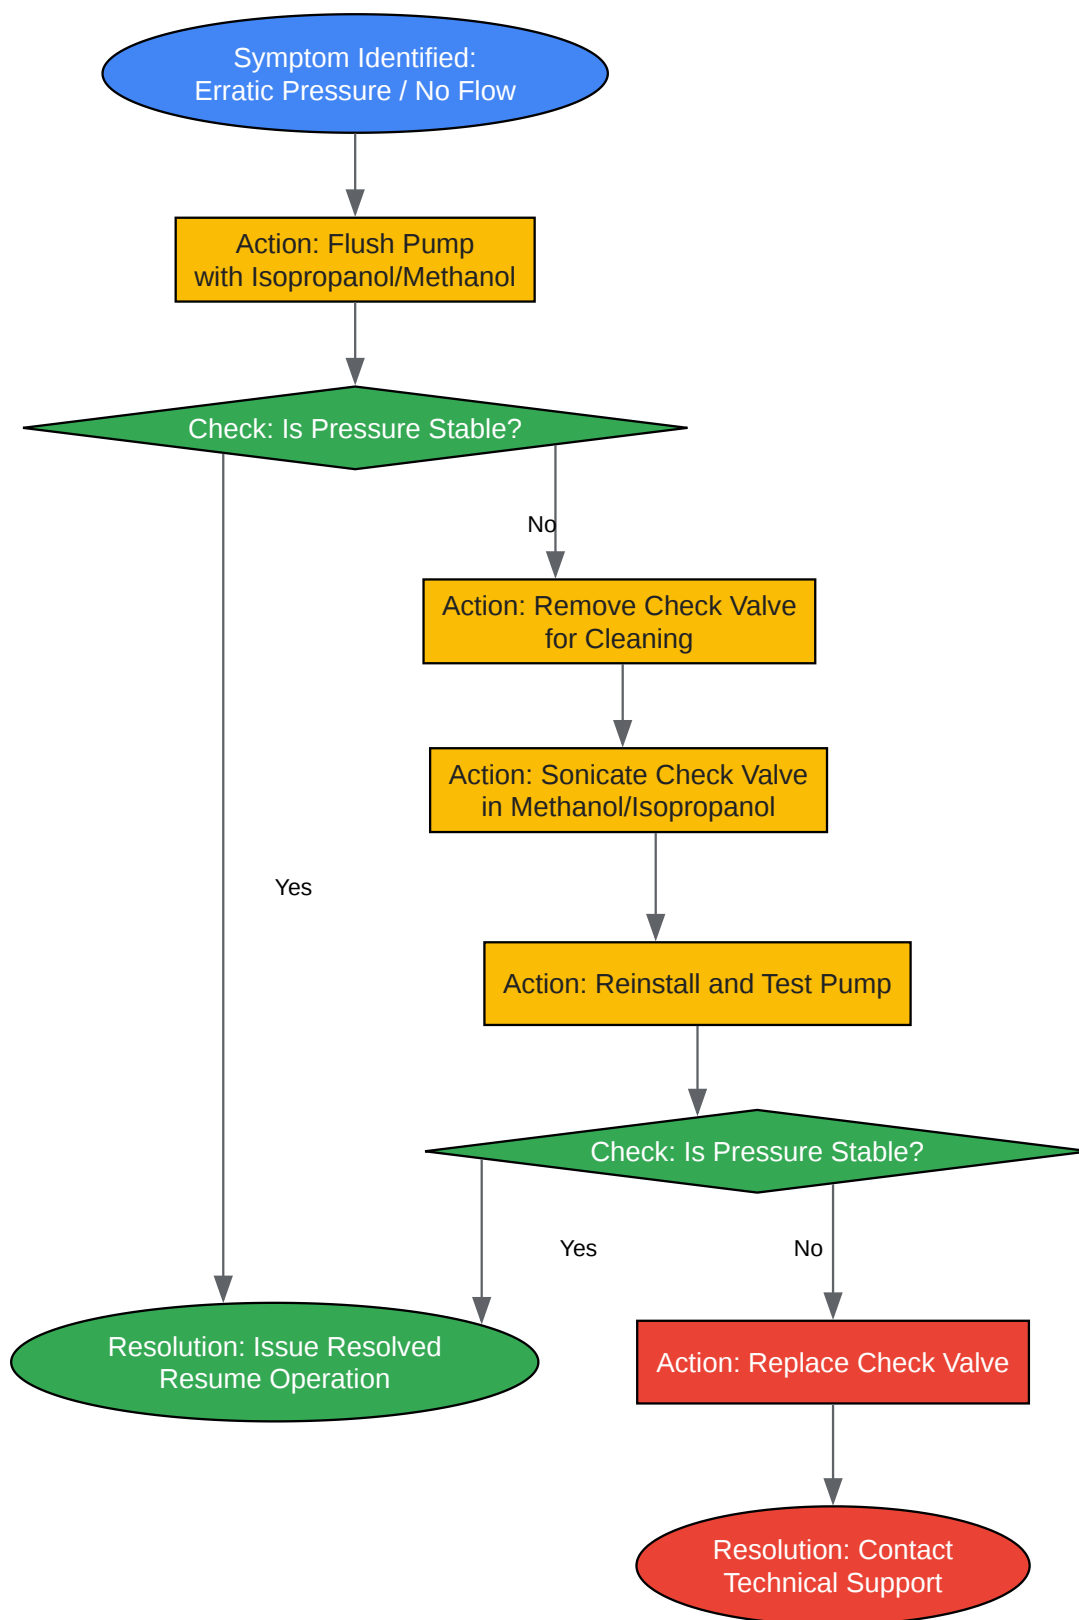 Symptom Identified:
Erratic Pressure / No Flow
Action: Flush Pump
with Isopropanol/Methanol
Check: Is Pressure Stable?
No
Action: Remove Check Valve
for Cleaning
Action: Sonicate Check Valve
in Methanol/Isopropanol
Yes
Action: Reinstall and Test Pump
Check: Is Pressure Stable?
Yes
No
Resolution: Issue Resolved
Resume Operation
Action: Replace Check Valve
Resolution: Contact
Technical Support